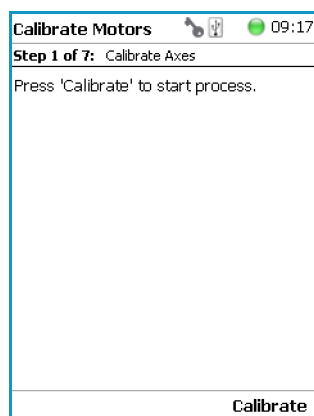 Calibrate Motors 09:17
Step 1 of 7: Calibrate Axes
Press 'Calibrate' to start process.
Calibrate